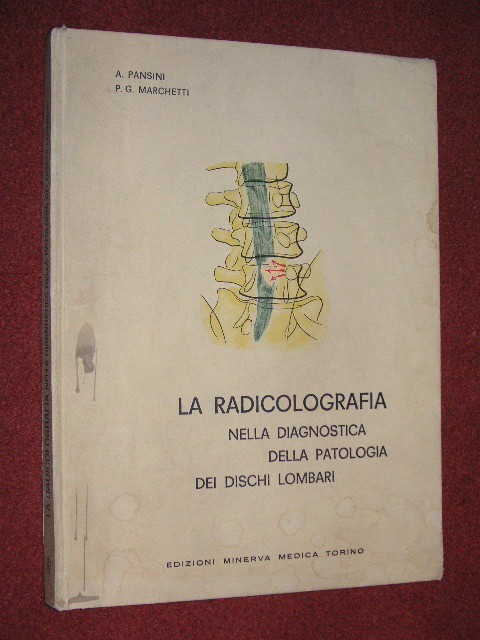 A. PANSINI
P. G. MARCHETTI
LA RADICOLOGRAFIA
NELLA DIAGNOSTICA
DELLA PATOLOGIA
DEI DISCHI LOMBARI
EDIZIONI MINERVA MEDICA TORINO